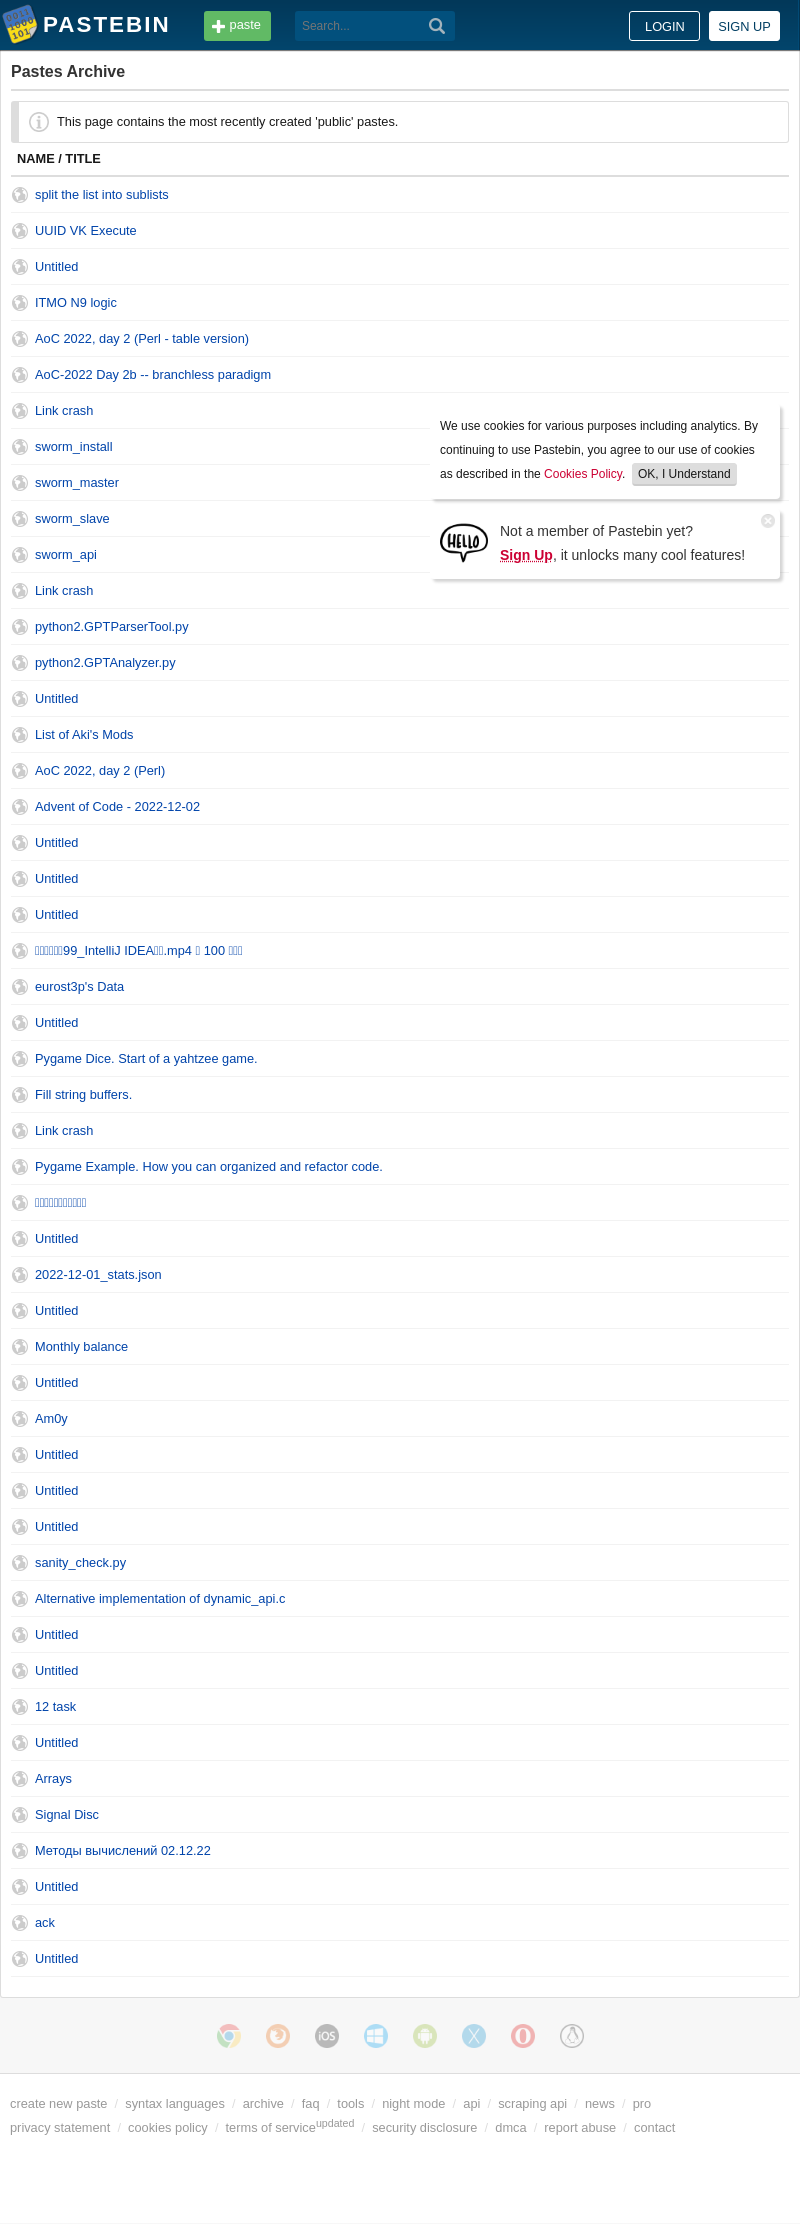 PASTEBIN
paste
Search...
LOGIN
SIGN UP
Pastes Archive
This page contains the most recently created 'public' pastes.
NAME / TITLE
split the list into sublists
UUID VK Execute
Untitled
ITMO N9 logic
AoC 2022, day 2 (Perl - table version)
AoC-2022 Day 2b -- branchless paradigm
Link crash
sworm_install
sworm_master
sworm_slave
sworm_api
Link crash
We use cookies for various purposes including analytics. By
continuing to use Pastebin, you agree to our use of cookies
as described in the Cookies Policy. OK, I Understand
HELLO
Not a member of Pastebin yet?
Sign Up, it unlocks many cool features!
python2.GPTParserTool.py
python2.GPTAnalyzer.py
Untitled
List of Aki's Mods
AoC 2022, day 2 (Perl)
Advent of Code - 2022-12-02
Untitled
Untitled
Untitled
99_IntelliJ IDEA .mp4 100
eurost3p's Data
Untitled
Pygame Dice. Start of a yahtzee game.
Fill string buffers.
Link crash
Pygame Example. How you can organized and refactor code.
Untitled
2022-12-01_stats.json
Untitled
Monthly balance
Untitled
Am0y
Untitled
Untitled
Untitled
sanity_check.py
Alternative implementation of dynamic_api.c
Untitled
Untitled
12 task
Untitled
Arrays
Signal Disc
Методы вычислений 02.12.22
Untitled
ack
Untitled
iOS
create new paste / syntax languages / archive / faq / tools / night mode / api / scraping api / news / pro
privacy statement / cookies policy / terms of service updated / security disclosure / dmca / report abuse / contact